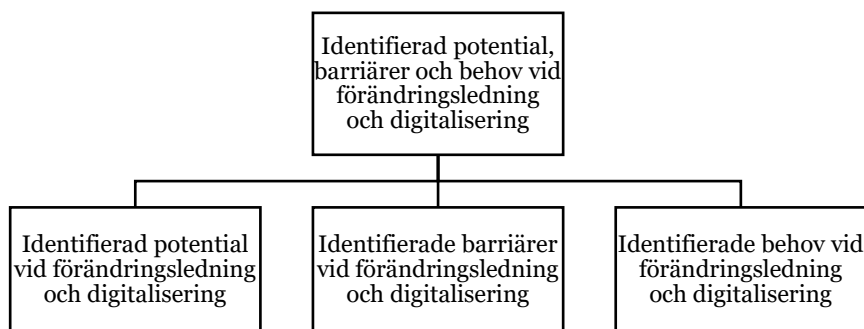 Identifierad potential,
barriärer och behov vid
förändringsledning
och digitalisering
Identifierad potential
vid förändringsledning
och digitalisering
Identifierade barriärer
vid förändringsledning
och digitalisering
Identifierade behov vid
förändringsledning
och digitalisering